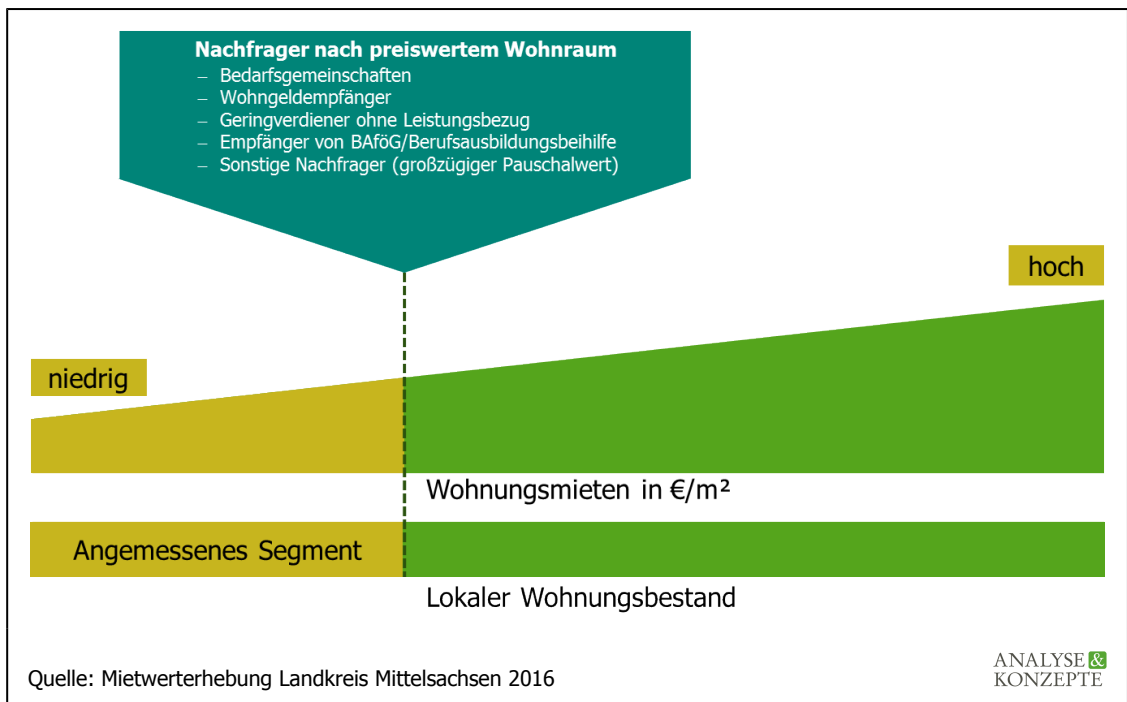 Nachfrager nach preiswertem Wohnraum
– Bedarfsgemeinschaften
– Wohngeldempfänger
– Geringverdiener ohne Leistungsbezug
– Empfänger von BAföG/Berufsausbildungsbeihilfe
– Sonstige Nachfrager (großzügiger Pauschalwert)
hoch
niedrig
Wohnungsmieten in €/m²
Angemessenes Segment
Lokaler Wohnungsbestand
Quelle: Mietwerterhebung Landkreis Mittelsachsen 2016
ANALYSE &
KONZEPTE